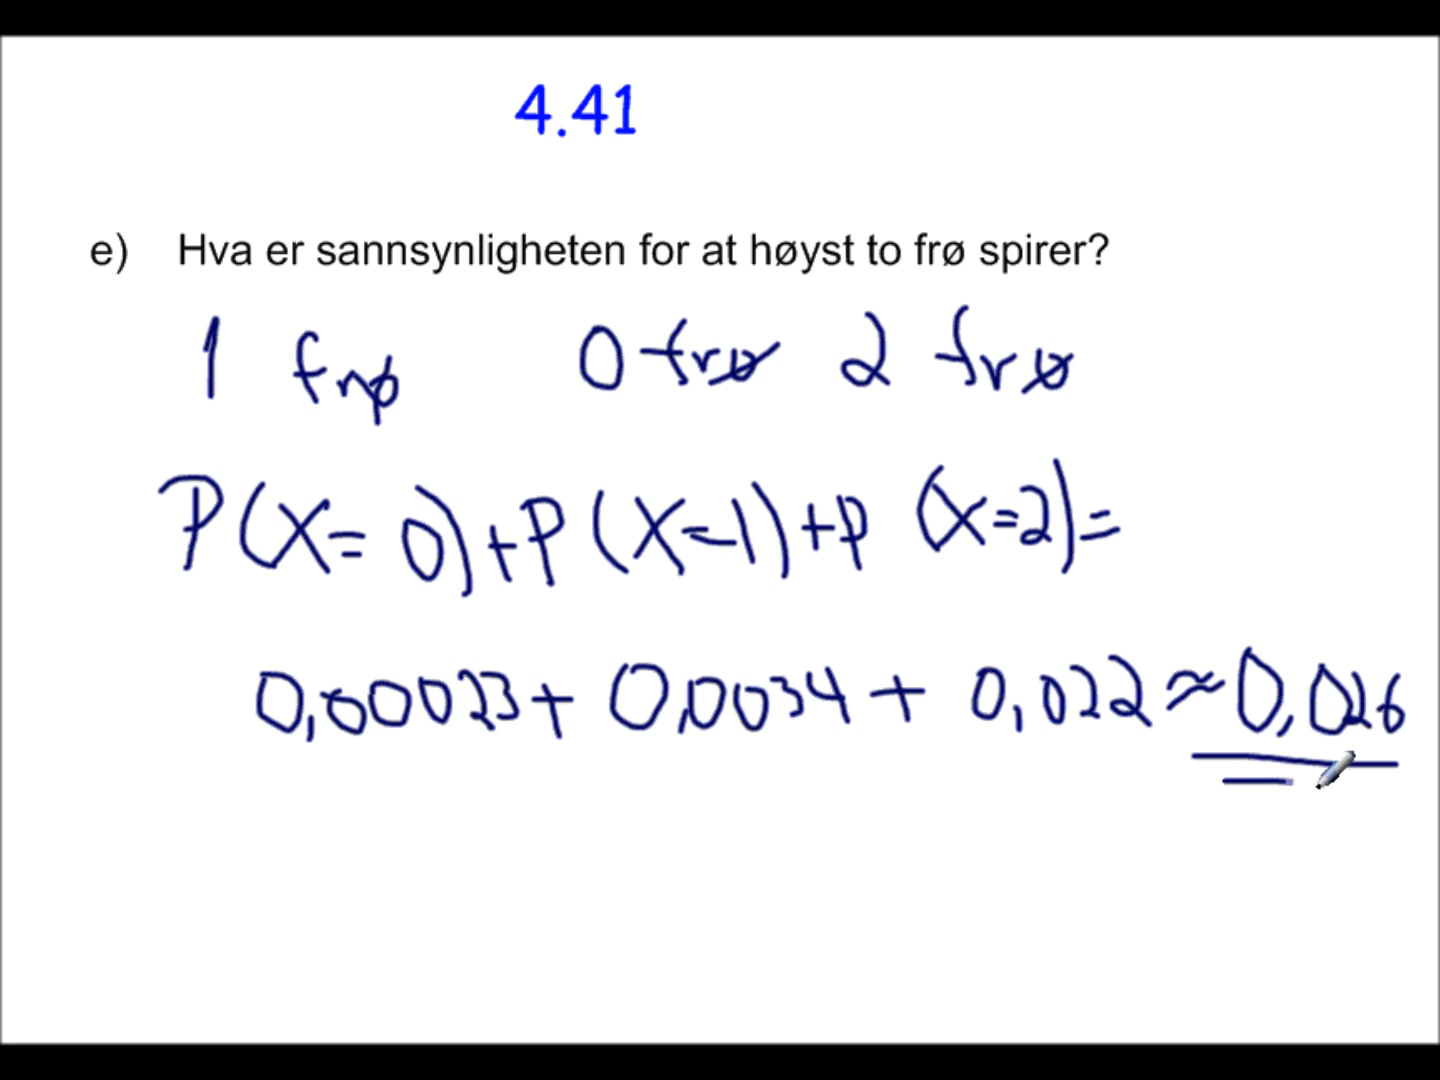 4.41
e) Hva er sannsynligheten for at høyst to frø spirer?
1 frø 0 frø 2 frø
P(X=0)+P(X=1)+P(X=2)=
0,00023+0,0034+0,022≈0,026